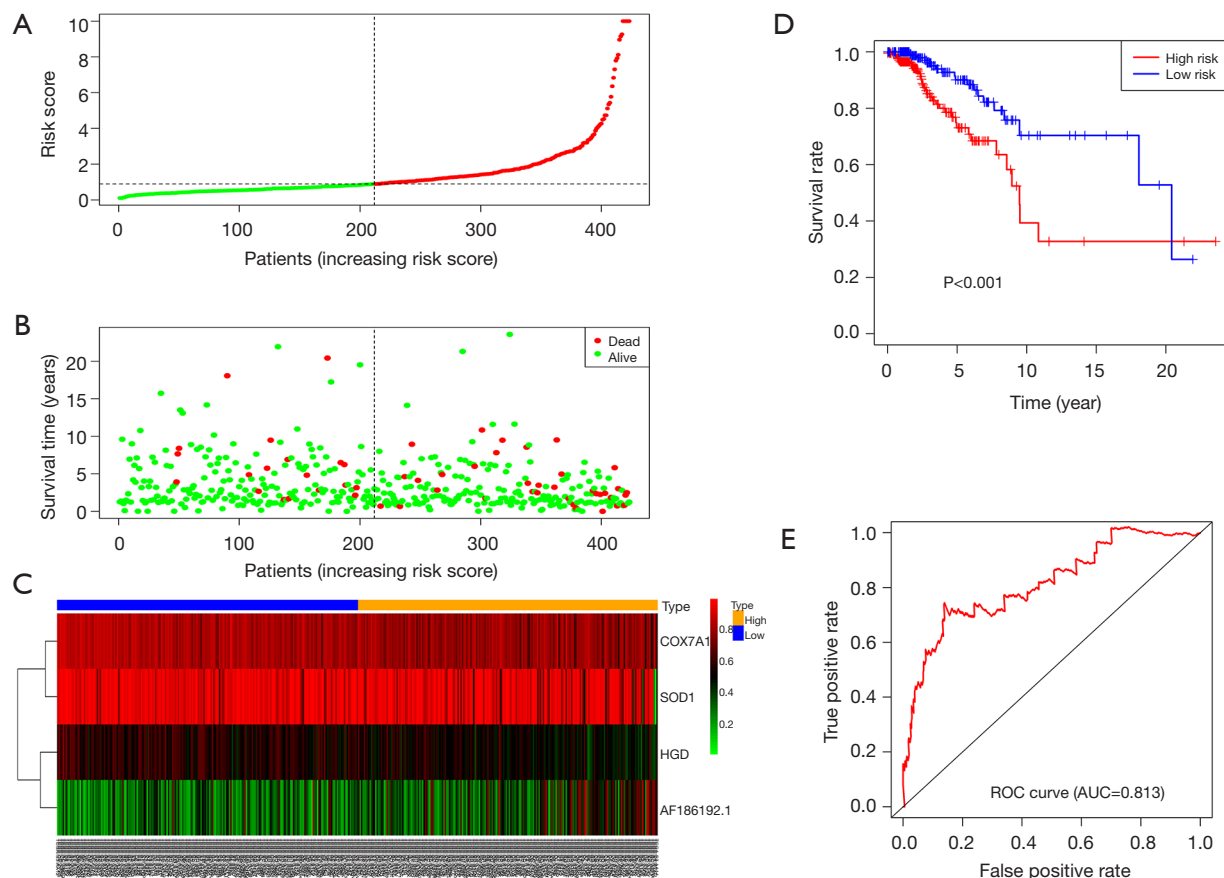 A
10
8
6
4
2
0
Risk score
0 100 200 300 400
Patients (increasing risk score)
B
Dead
Alive
20
15
10
5
0
Survival time (years)
0 100 200 300 400
Patients (increasing risk score)
C
Type
COX7A1
SOD1
HGD
AF186192.1
0.8
0.6
0.4
0.2
Type
High
Low
D
High risk
Low risk
1.0
0.8
0.6
0.4
0.2
0.0
Survival rate
P<0.001
0 5 10 15 20
Time (year)
E
1.0
0.8
0.6
0.4
0.2
0.0
True positive rate
ROC curve (AUC=0.813)
0.0 0.2 0.4 0.6 0.8 1.0
False positive rate